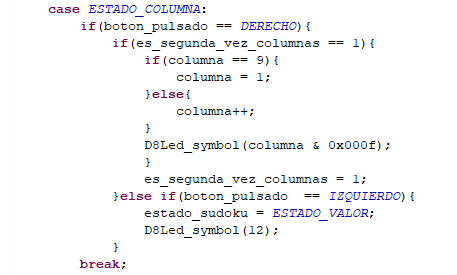 case ESTADO_COLUMNA:
if(boton_pulsado == DERECHO){
if(es_segunda_vez_columnas == 1){
if(columna == 9){
columna = 1;
}else{
columna++;
}
D8Led_symbol(columna & 0x000f);
}
es_segunda_vez_columnas = 1;
}else if(boton_pulsado  == IZQUIERDO){
estado_sudoku = ESTADO_VALOR;
D8Led_symbol(12);
}
break;